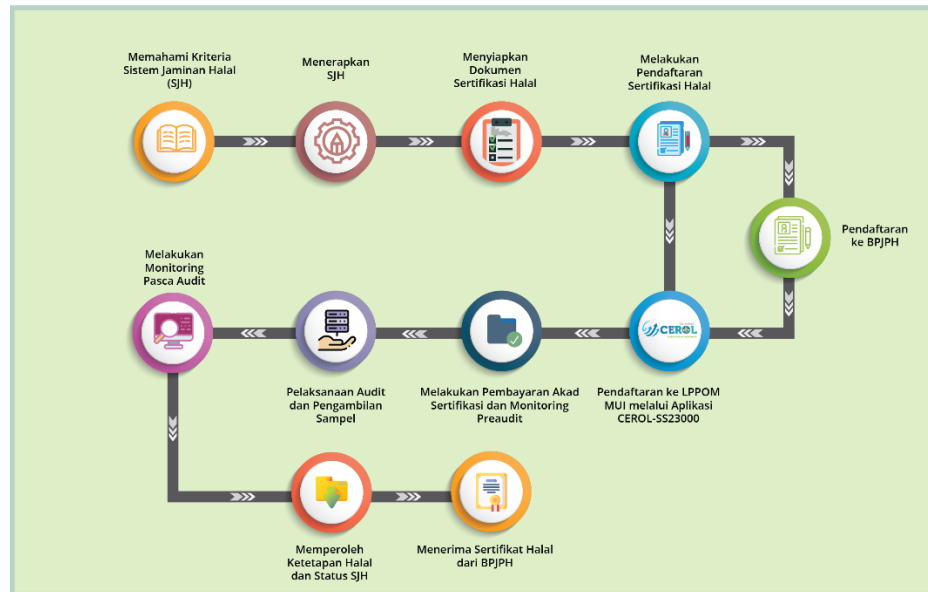 Memahami Kriteria
Sistem Jaminan Halal
(SJH)
Menerapkan
SJH
Menyiapkan
Dokumen
Sertifikasi Halal
Melakukan
Pendaftaran
Sertifikasi Halal
Pendaftaran
ke BPJPH
CEROL
Pendaftaran ke LPPOM
MUI melalui Aplikasi
CEROL-SS23000
Melakukan Pembayaran Akad
Sertifikasi dan Monitoring
Preaudit
Pelaksanaan Audit
dan Pengambilan
Sampel
Melakukan
Monitoring
Pasca Audit
Memperoleh
Ketetapan Halal
dan Status SJH
Menerima Sertifikat Halal
dari BPJPH